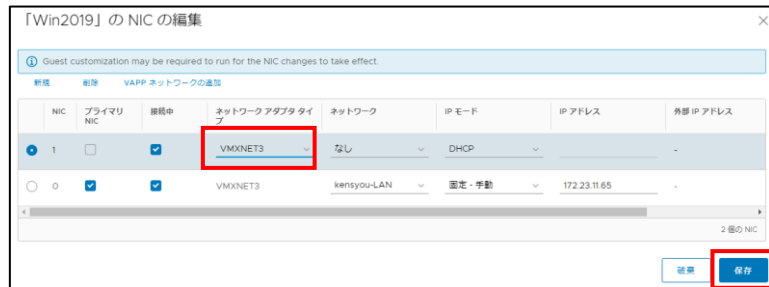 「Win2019」の NIC の編集
Guest customization may be required to run for the NIC changes to take effect.
新規 削除 VAPP ネットワークの追加
NIC プライマリ NIC 接続中 ネットワーク アダプタ タイプ ネットワーク IP モード IP アドレス 外部 IP アドレス
1 VMXNET3 なし DHCP -
0 VMXNET3 kensyou-LAN 固定 - 手動 172.23.11.65 -
2 個の NIC
破棄 保存